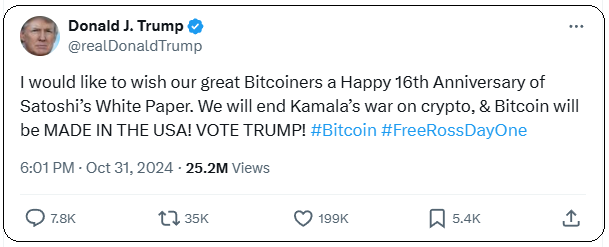 Donald J. Trump
@realDonaldTrump
I would like to wish our great Bitcoiners a Happy 16th Anniversary of
Satoshi’s White Paper. We will end Kamala’s war on crypto, & Bitcoin will
be MADE IN THE USA! VOTE TRUMP! #Bitcoin #FreeRossDayOne
6:01 PM · Oct 31, 2024 · 25.2M Views
7.8K 35K 199K 5.4K